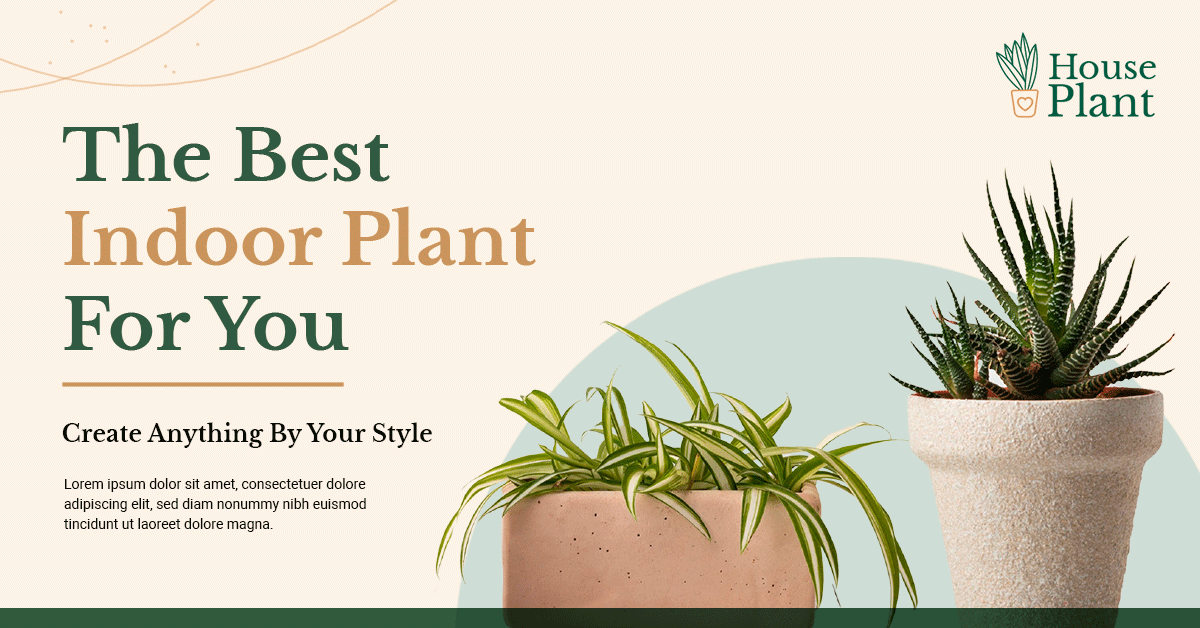 House
Plant
The Best
Indoor Plant
For You
Create Anything By Your Style
Lorem ipsum dolor sit amet, consectetuer dolore
adipiscing elit, sed diam nonummy nibh euismod
tincidunt ut laoreet dolore magna.